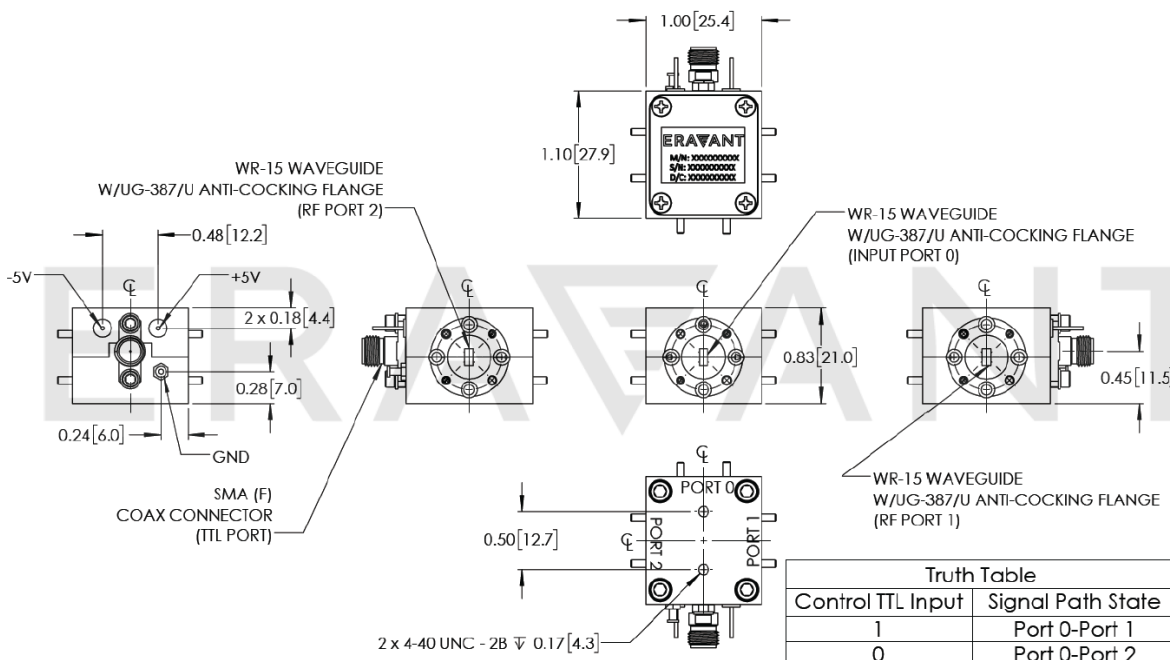 1.00[25.4]
1.10[27.9]
ERAVANT
M/N: XXXXXXXXXX
S/N: XXXXXXXXXX
D/C: XXXXXXXXXX
WR-15 WAVEGUIDE
W/UG-387/U ANTI-COCKING FLANGE
(RF PORT 2)
WR-15 WAVEGUIDE
W/UG-387/U ANTI-COCKING FLANGE
(INPUT PORT 0)
0.48[12.2]
-5V
℄
+5V
2 x 0.18[4.4]
0.28[7.0]
0.24[6.0]
GND
SMA (F)
COAX CONNECTOR
(TTL PORT)
℄
℄
0.83[21.0]
℄
0.45[11.5]
WR-15 WAVEGUIDE
W/UG-387/U ANTI-COCKING FLANGE
(RF PORT 1)
ERAVANT
℄
PORT 0
PORT 2
PORT 1
0.50[12.7]
℄
2 x 4-40 UNC - 2B ↧ 0.17[4.3]
Truth Table
Control TTL Input Signal Path State
1 Port 0-Port 1
0 Port 0-Port 2